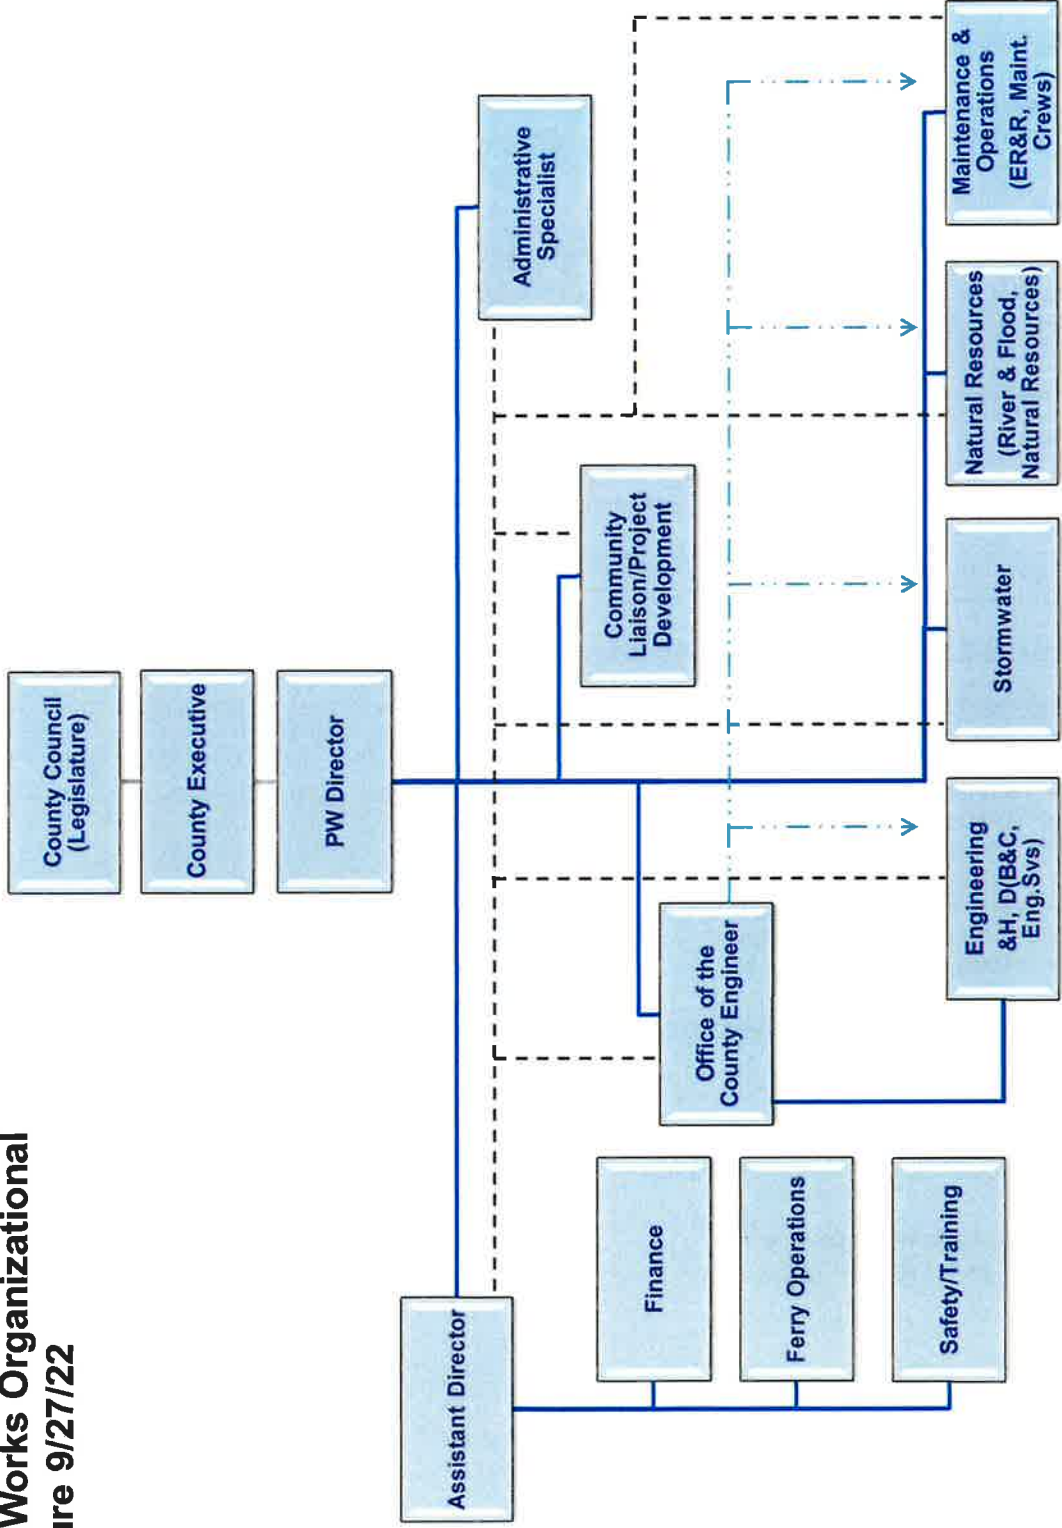 Works Organizational
ure 9/27/22
County Council
(Legislature)
County Executive
PW Director
Assistant Director
Administrative
Specialist
Community
Liaison/Project
Development
Finance
Ferry Operations
Safety/Training
Office of the
County Engineer
Engineering
&H, D(B&C,
Eng.Svs)
Stormwater
Natural Resources
(River & Flood,
Natural Resources)
Maintenance &
Operations
(ER&R, Maint.
Crews)